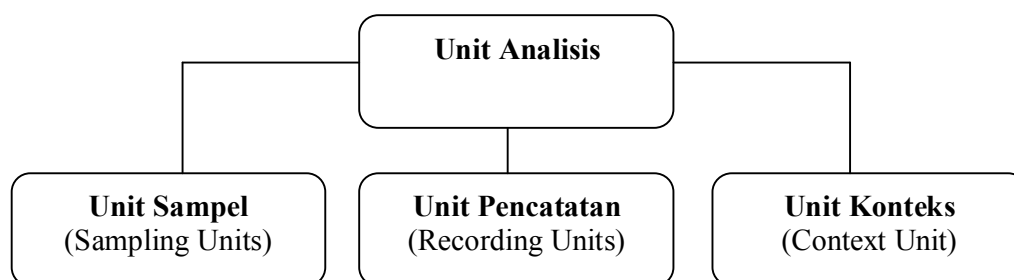 Unit Analisis
Unit Sampel
(Sampling Units)
Unit Pencatatan
(Recording Units)
Unit Konteks
(Context Unit)